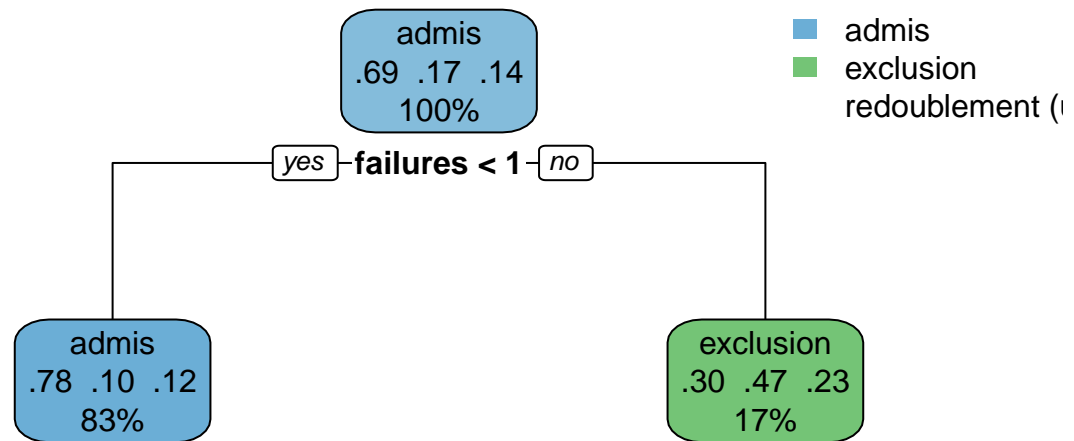 admis
.69 .17 .14
100%
admis
exclusion
redoublement (
yes failures < 1 no
admis
.78 .10 .12
83%
exclusion
.30 .47 .23
17%